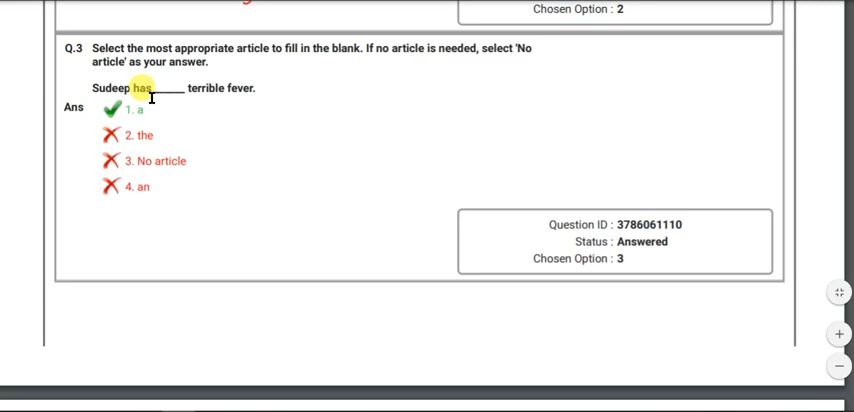 Chosen Option : 2
Q.3 Select the most appropriate article to fill in the blank. If no article is needed, select 'No
article' as your answer.
Sudeep has_____ terrible fever.
Ans 1. a
2. the
3. No article
4. an
Question ID : 3786061110
Status : Answered
Chosen Option : 3